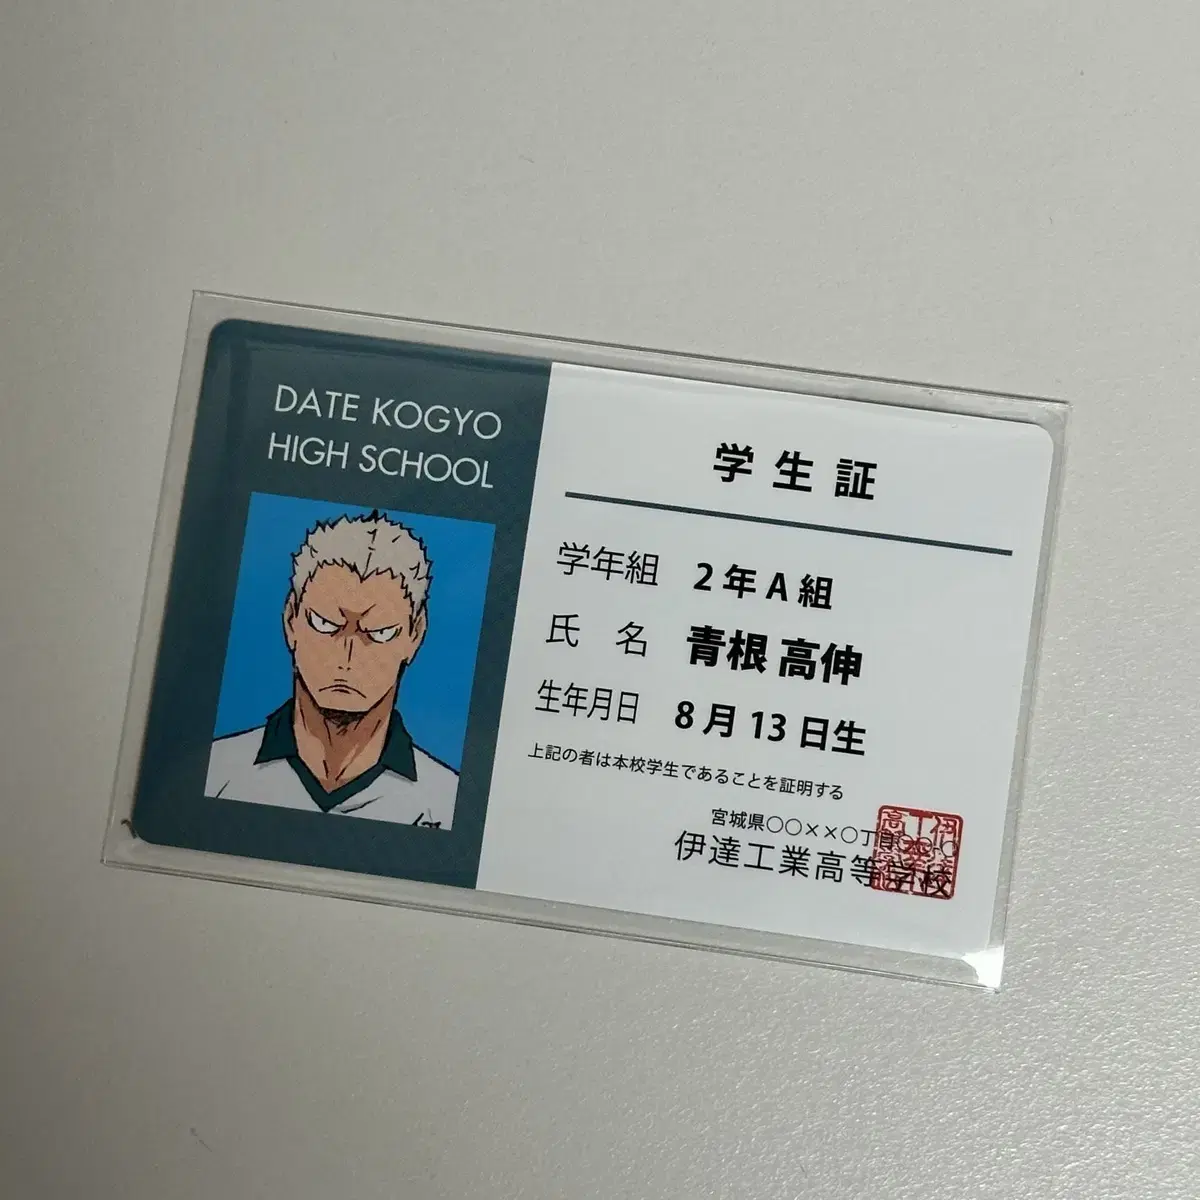 DATE KOGYO
HIGH SCHOOL
学生証
学年組 2年A組
氏名 青根 高伸
生年月日 8月13日生
上記の者は本校学生であることを証明する
宮城県○○××○丁目
伊達工業高等学校